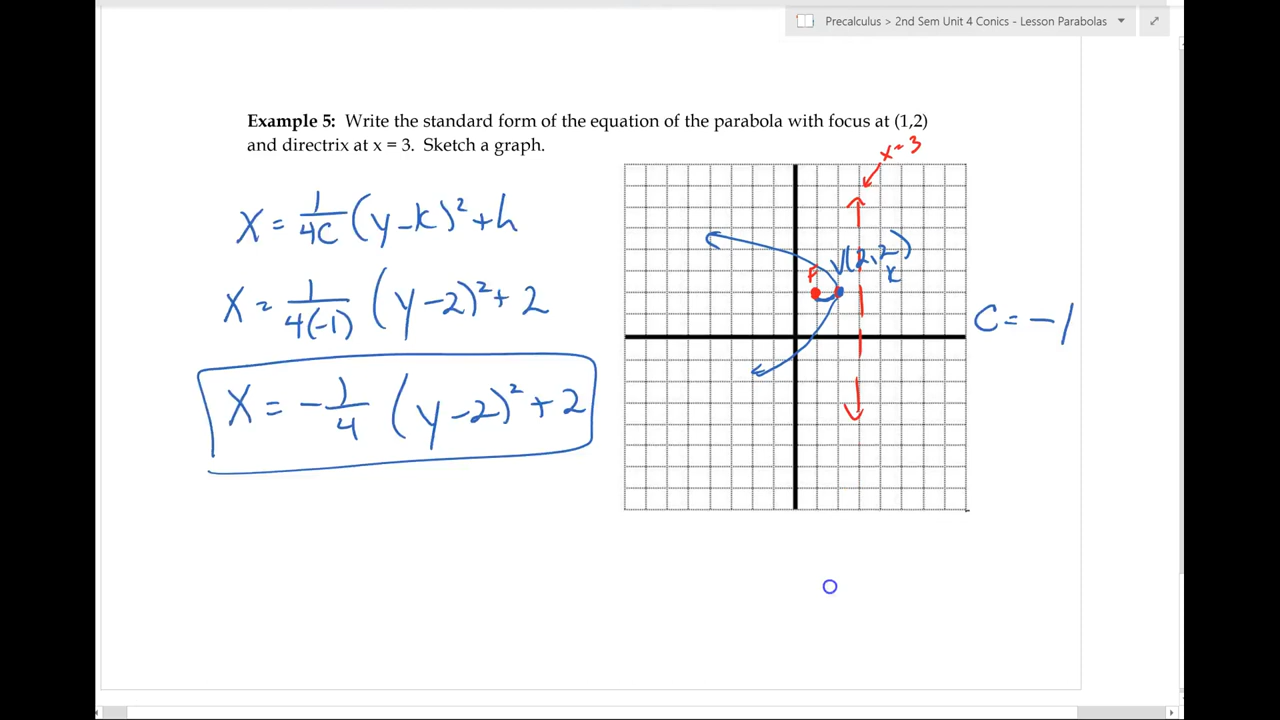 Precalculus > 2nd Sem Unit 4 Conics - Lesson Parabolas
Example 5: Write the standard form of the equation of the parabola with focus at (1,2)
and directrix at x = 3. Sketch a graph.
x = 3
X = 1/4C (y-k)² + h
V(2,2)
F
K
X = 1/4(-1) (y-2)² + 2
C = -1
X = -1/4 (y-2)² + 2